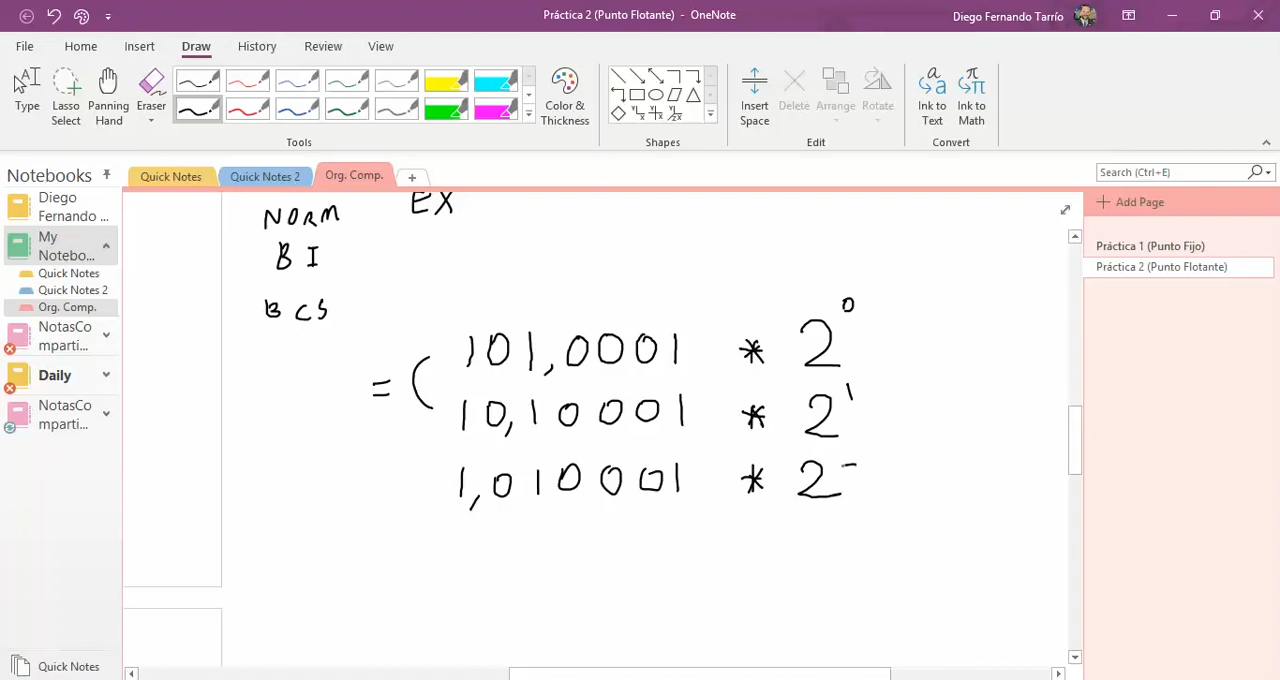 Práctica 2 (Punto Flotante) - OneNote
Diego Fernando Tarrío
File Home Insert Draw History Review View
Type
Lasso Select
Panning Hand
Eraser
Color & Thickness
Insert Space
Delete
Arrange
Rotate
Ink to Text
Ink to Math
Tools
Shapes
Edit
Convert
Notebooks
Quick Notes
Quick Notes 2
Org. Comp.
Search (Ctrl+E)
Diego
Fernando ...
My
Notebo...
Quick Notes
Quick Notes 2
Org. Comp.
NotasCo
mparti...
Daily
NotasCo
mparti...
Quick Notes
Add Page
Práctica 1 (Punto Fijo)
Práctica 2 (Punto Flotante)
NORM EX
B I
B C S
= ( 101,0001 * 2^0
10,10001 * 2^1
1,010001 * 2